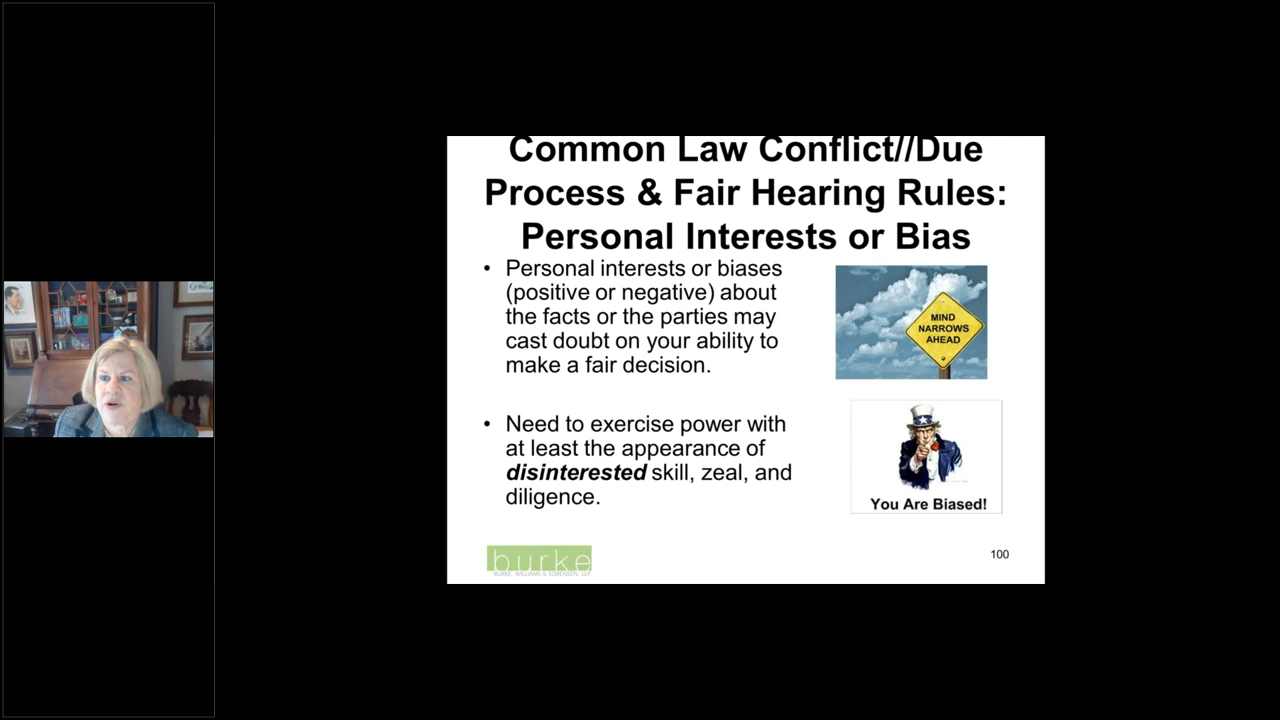 Common Law Conflict//Due
Process & Fair Hearing Rules:
Personal Interests or Bias
• Personal interests or biases
(positive or negative) about
the facts or the parties may
cast doubt on your ability to
make a fair decision.
MIND
NARROWS
AHEAD
• Need to exercise power with
at least the appearance of
disinterested skill, zeal, and
diligence.
You Are Biased!
burke
BURKE, WILLIAMS & SORENSEN, LLP
100